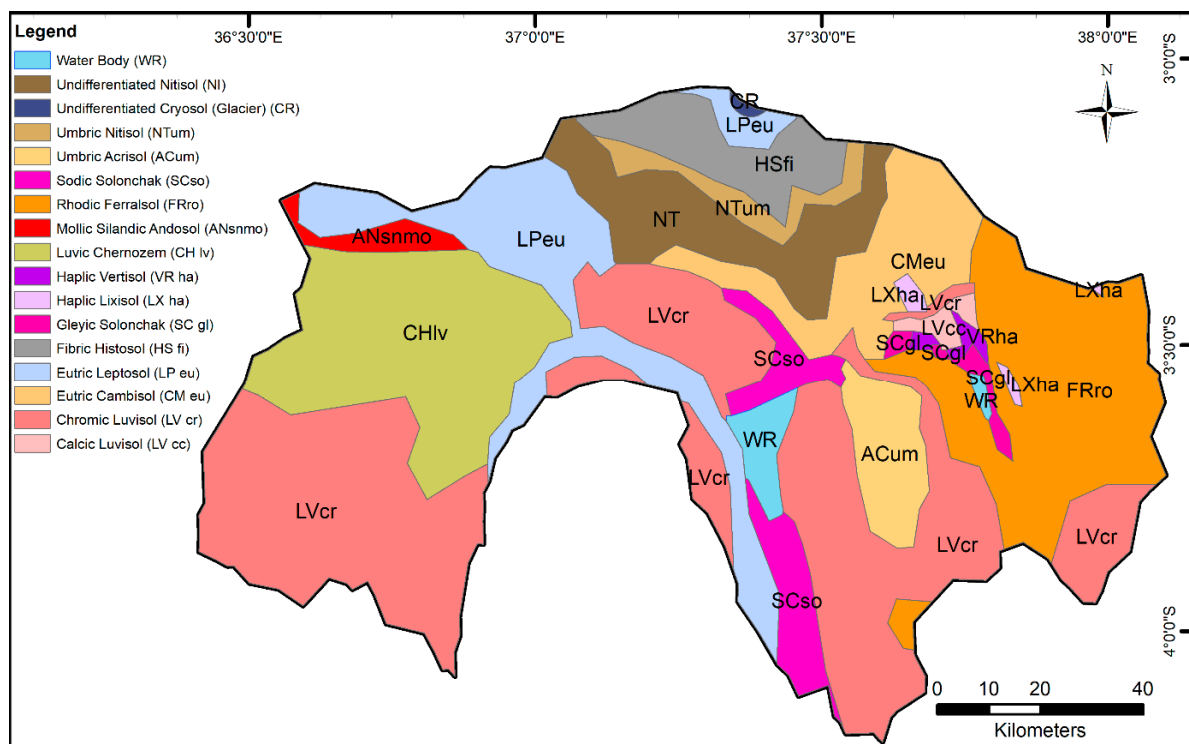 Legend
Water Body (WR)
Undifferentiated Nitisol (NI)
Undifferentiated Cryosol (Glacier) (CR)
Umbric Nitisol (NTum)
Umbric Acrisol (ACum)
Sodic Solonchak (SCso)
Rhodic Ferralsol (FRro)
Mollic Silandic Andosol (ANsnmo)
Luvic Chernozem (CH lv)
Haplic Vertisol (VR ha)
Haplic Lixisol (LX ha)
Gleyic Solonchak (SC gl)
Fibric Histosol (HS fi)
Eutric Leptosol (LP eu)
Eutric Cambisol (CM eu)
Chromic Luvisol (LV cr)
Calcic Luvisol (LV cc)
36°30'0"E
37°0'0"E
37°30'0"E
38°0'0"E
3°0'0"S
3°30'0"S
4°0'0"S
N
CR
LPeu
HSfi
NTum
NT
ANsnmo
LPeu
CMeu
LXha
LXha
LVcr
LVcr
CHlv
LVcc
VRha
SCgl
SCgl
SCso
SCgl
LXha
FRro
WR
WR
ACum
LVcr
LVcr
LVcr
LVcr
SCso
0 10 20 40
Kilometers